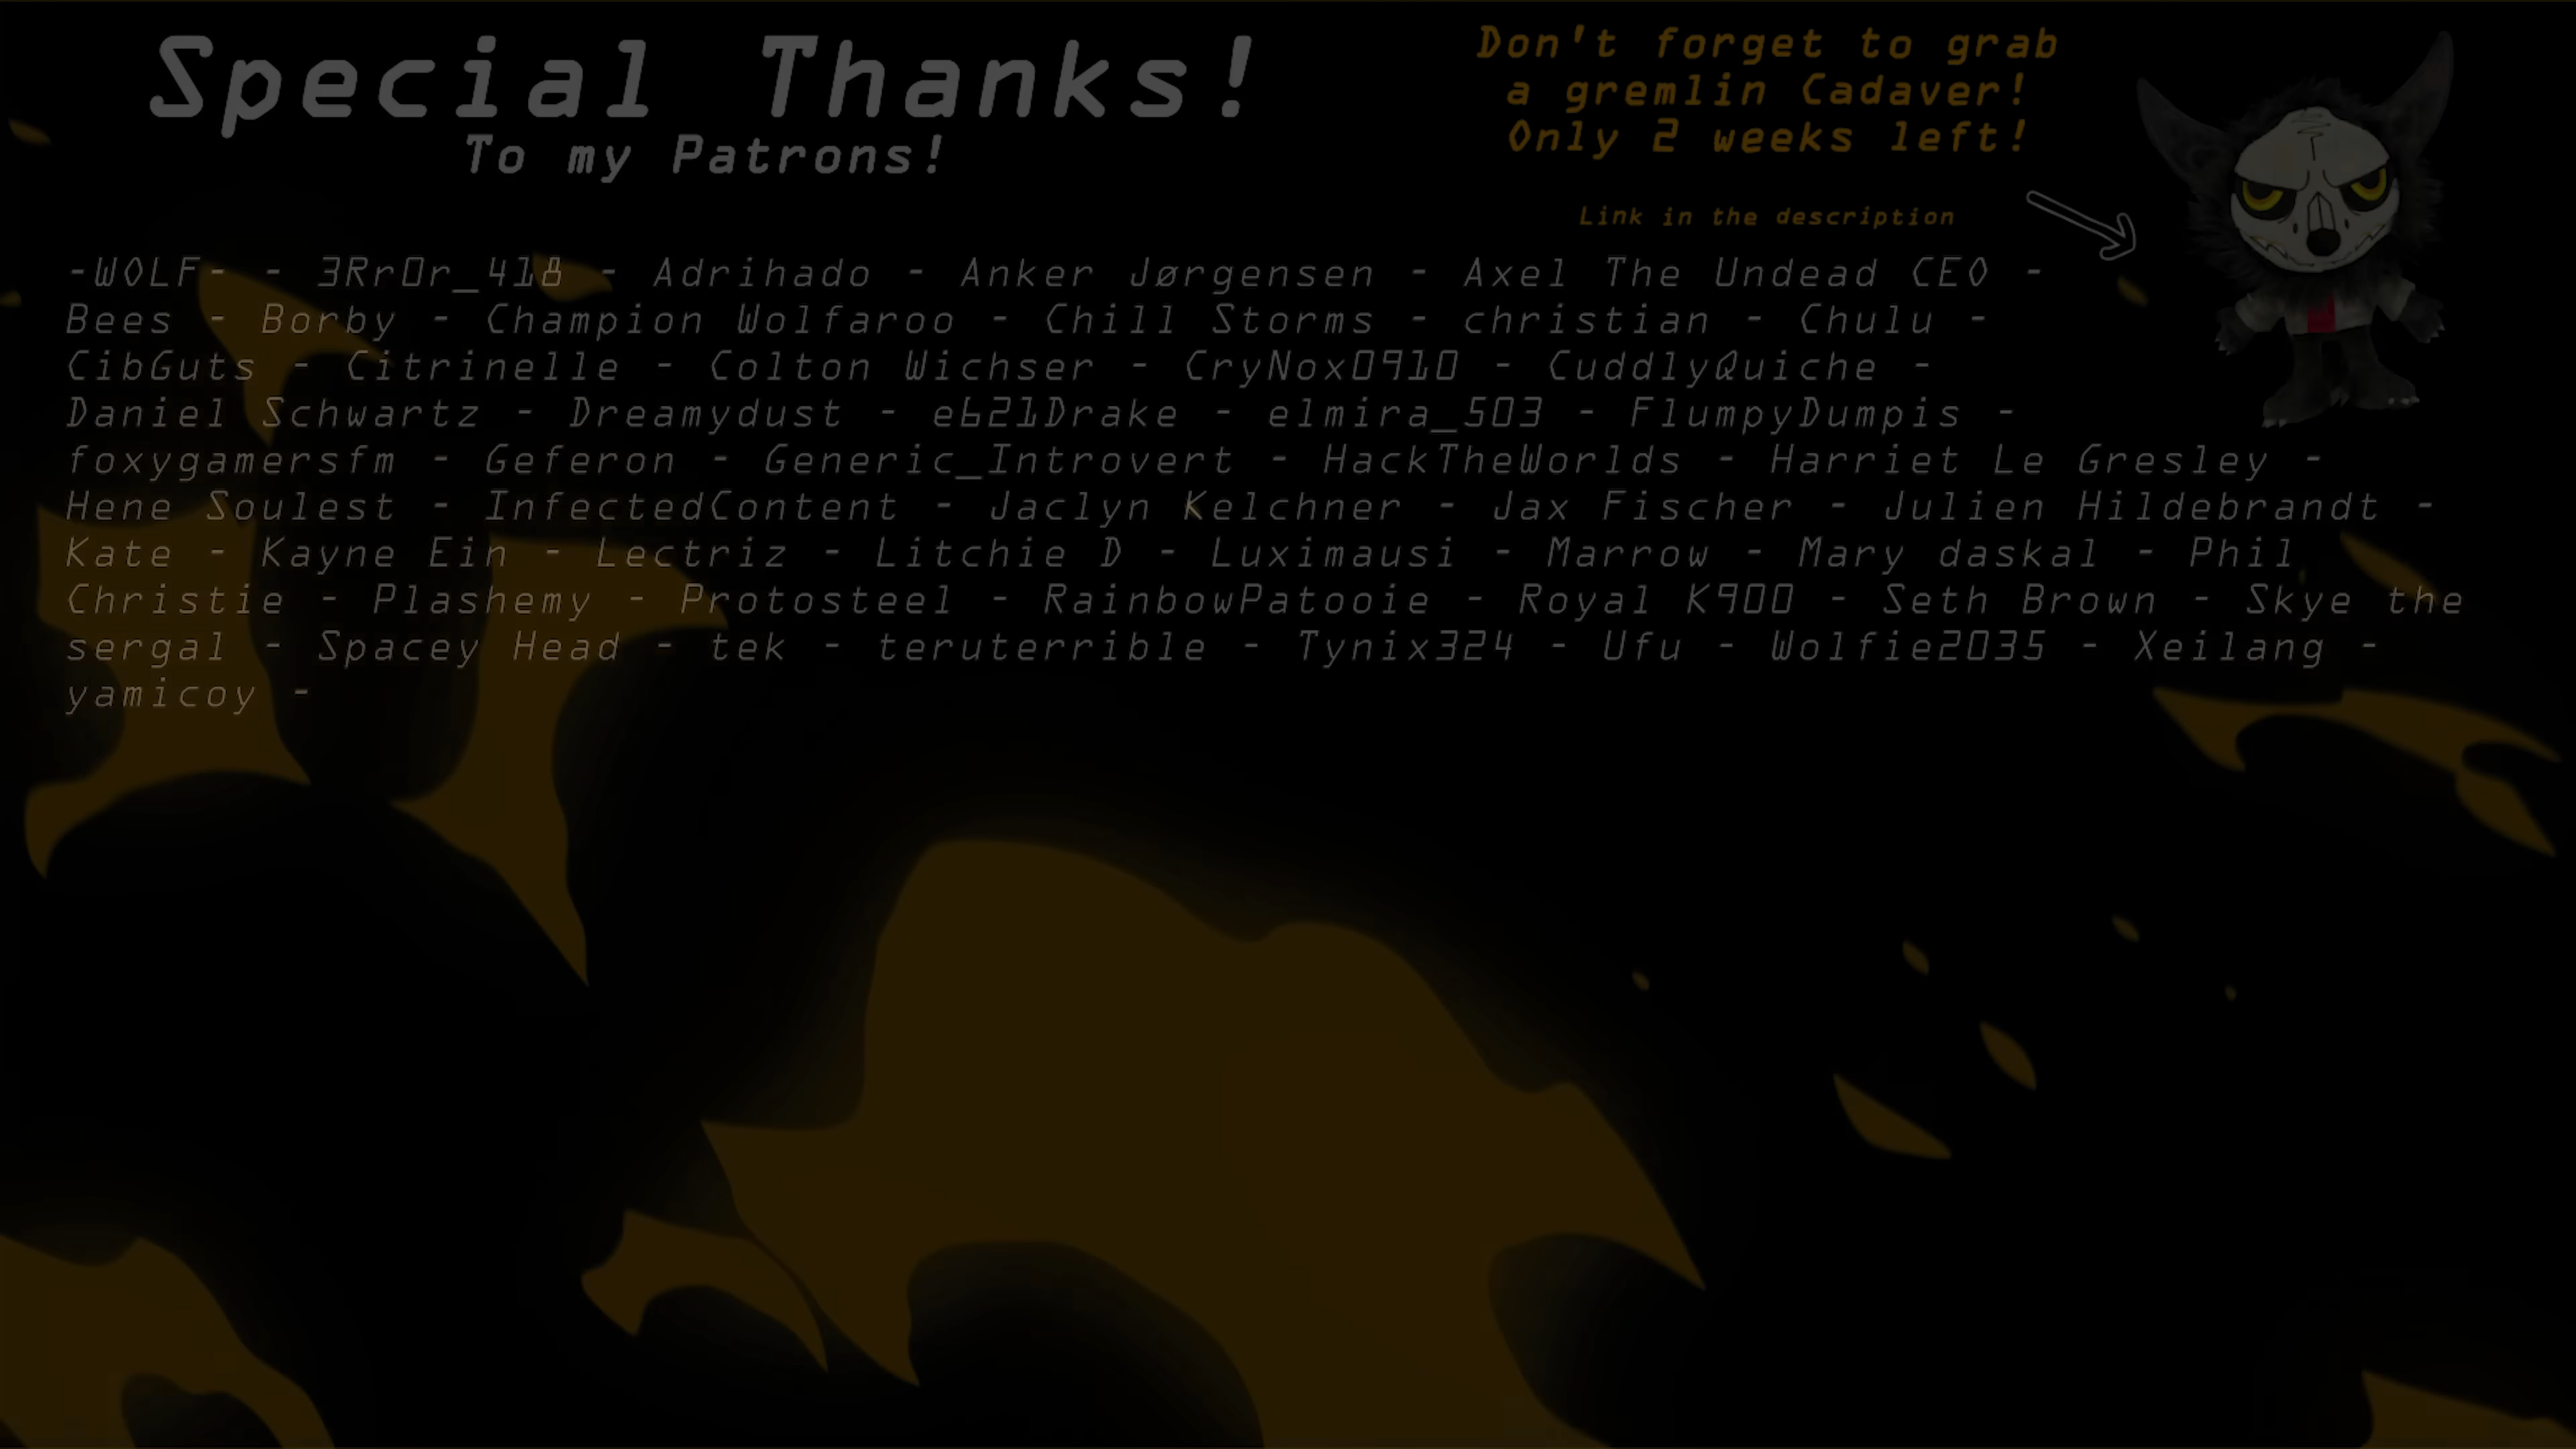 Special Thanks!
To my Patrons!
Don't forget to grab
a gremlin Cadaver!
Only 2 weeks left!
Link in the description
-WOLF- - 3Rr0r_418 - Adrihado - Anker Jørgensen - Axel The Undead CEO -
Bees - Borby - Champion Wolfaroo - Chill Storms - christian - Chulu -
CibGuts - Citrinelle - Colton Wichser - CryNox0910 - CuddlyQuiche -
Daniel Schwartz - Dreamydust - e621Drake - elmira_503 - FlumpyDumpis -
foxygamersfm - Geferon - Generic_Introvert - HackTheWorlds - Harriet Le Gresley -
Hene Soulest - InfectedContent - Jaclyn Kelchner - Jax Fischer - Julien Hildebrandt -
Kate - Kayne Ein - Lectriz - Litchie D - Luximausi - Marrow - Mary daskal - Phil
Christie - Plashemy - Protosteel - RainbowPatooie - Royal K900 - Seth Brown - Skye the
sergal - Spacey Head - tek - teruterrible - Tynix324 - Ufu - Wolfie2035 - Xeilang -
yamicoy -